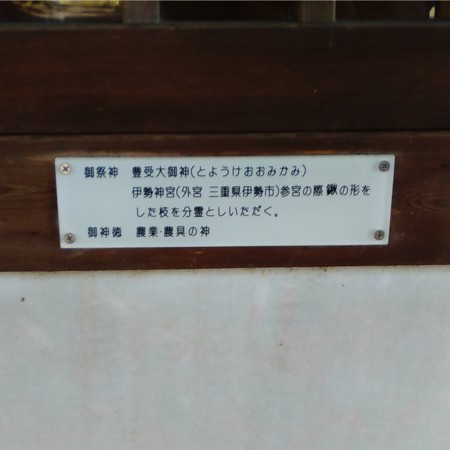 御祭神 豊受大御神(とようけおおみかみ)
伊勢神宮(外宮 三重県伊勢市)参宮の際鍬の形を
した枝を分霊としいただく。
御神徳 農業・農具の神